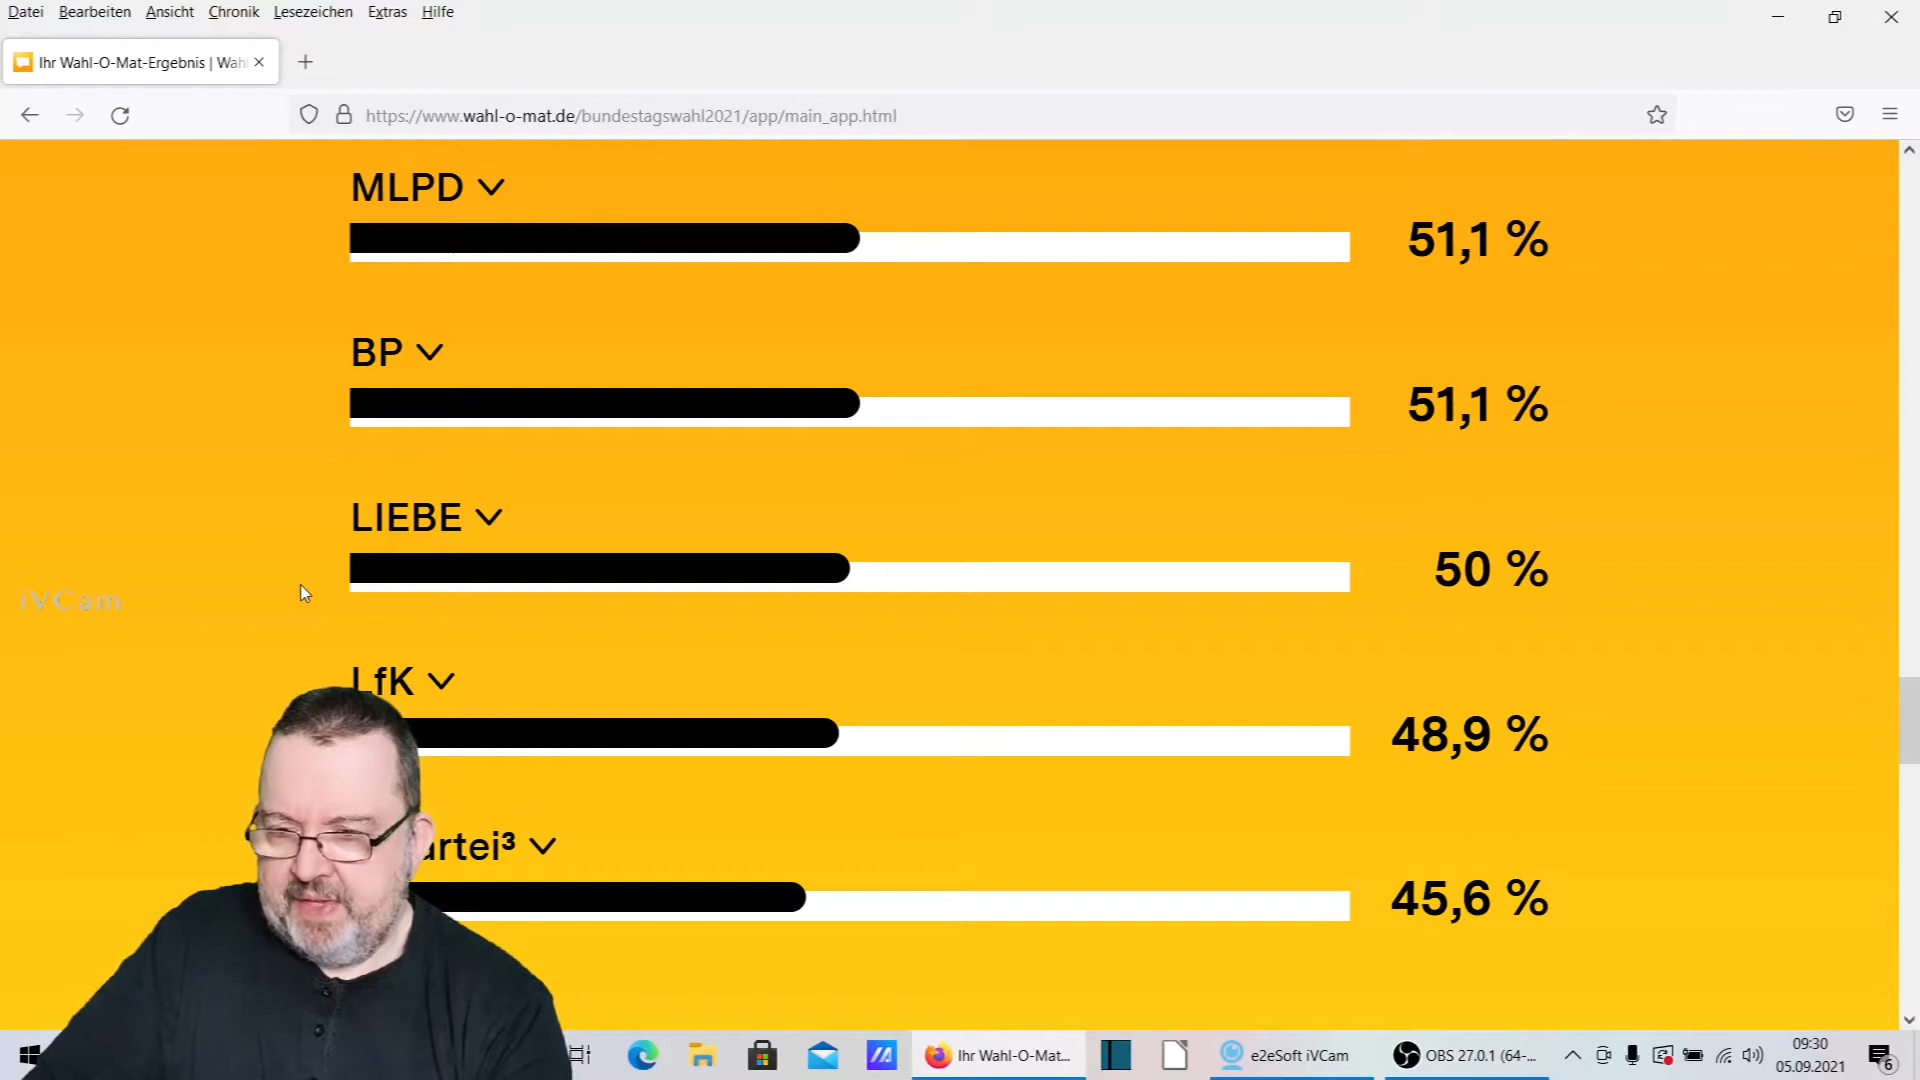 Datei Bearbeiten Ansicht Chronik Lesezeichen Extras Hilfe
Ihr Wahl-O-Mat-Ergebnis | Wahl
https://www.wahl-o-mat.de/bundestagswahl2021/app/main_app.html
MLPD
51,1 %
BP
51,1 %
LIEBE
50 %
iVCam
LfK
48,9 %
artei³
45,6 %
Ihr Wahl-O-Mat... e2eSoft iVCam OBS 27.0.1 (64-... 09:30
05.09.2021
6